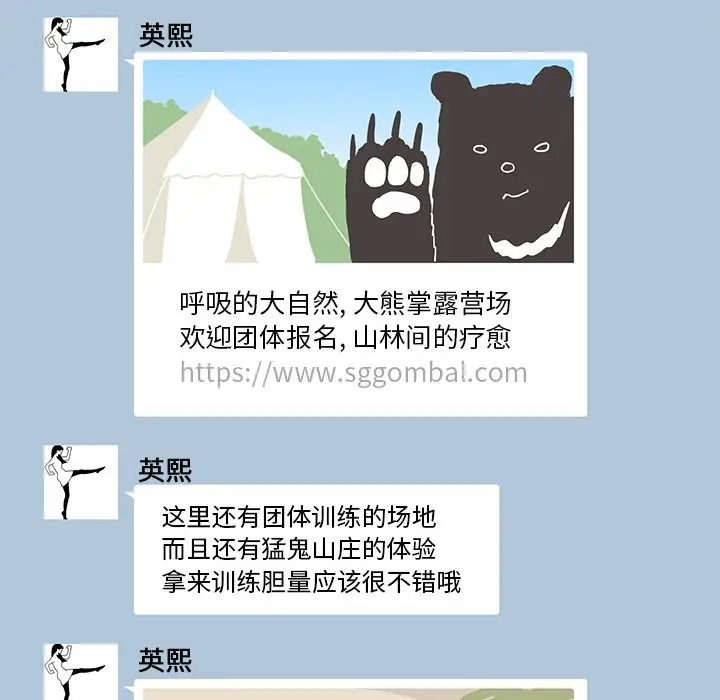 英熙
呼吸的大自然, 大熊掌露营场
欢迎团体报名, 山林间的疗愈
https://www.sggombal.com
英熙
这里还有团体训练的场地
而且还有猛鬼山庄的体验
拿来训练胆量应该很不错哦
英熙